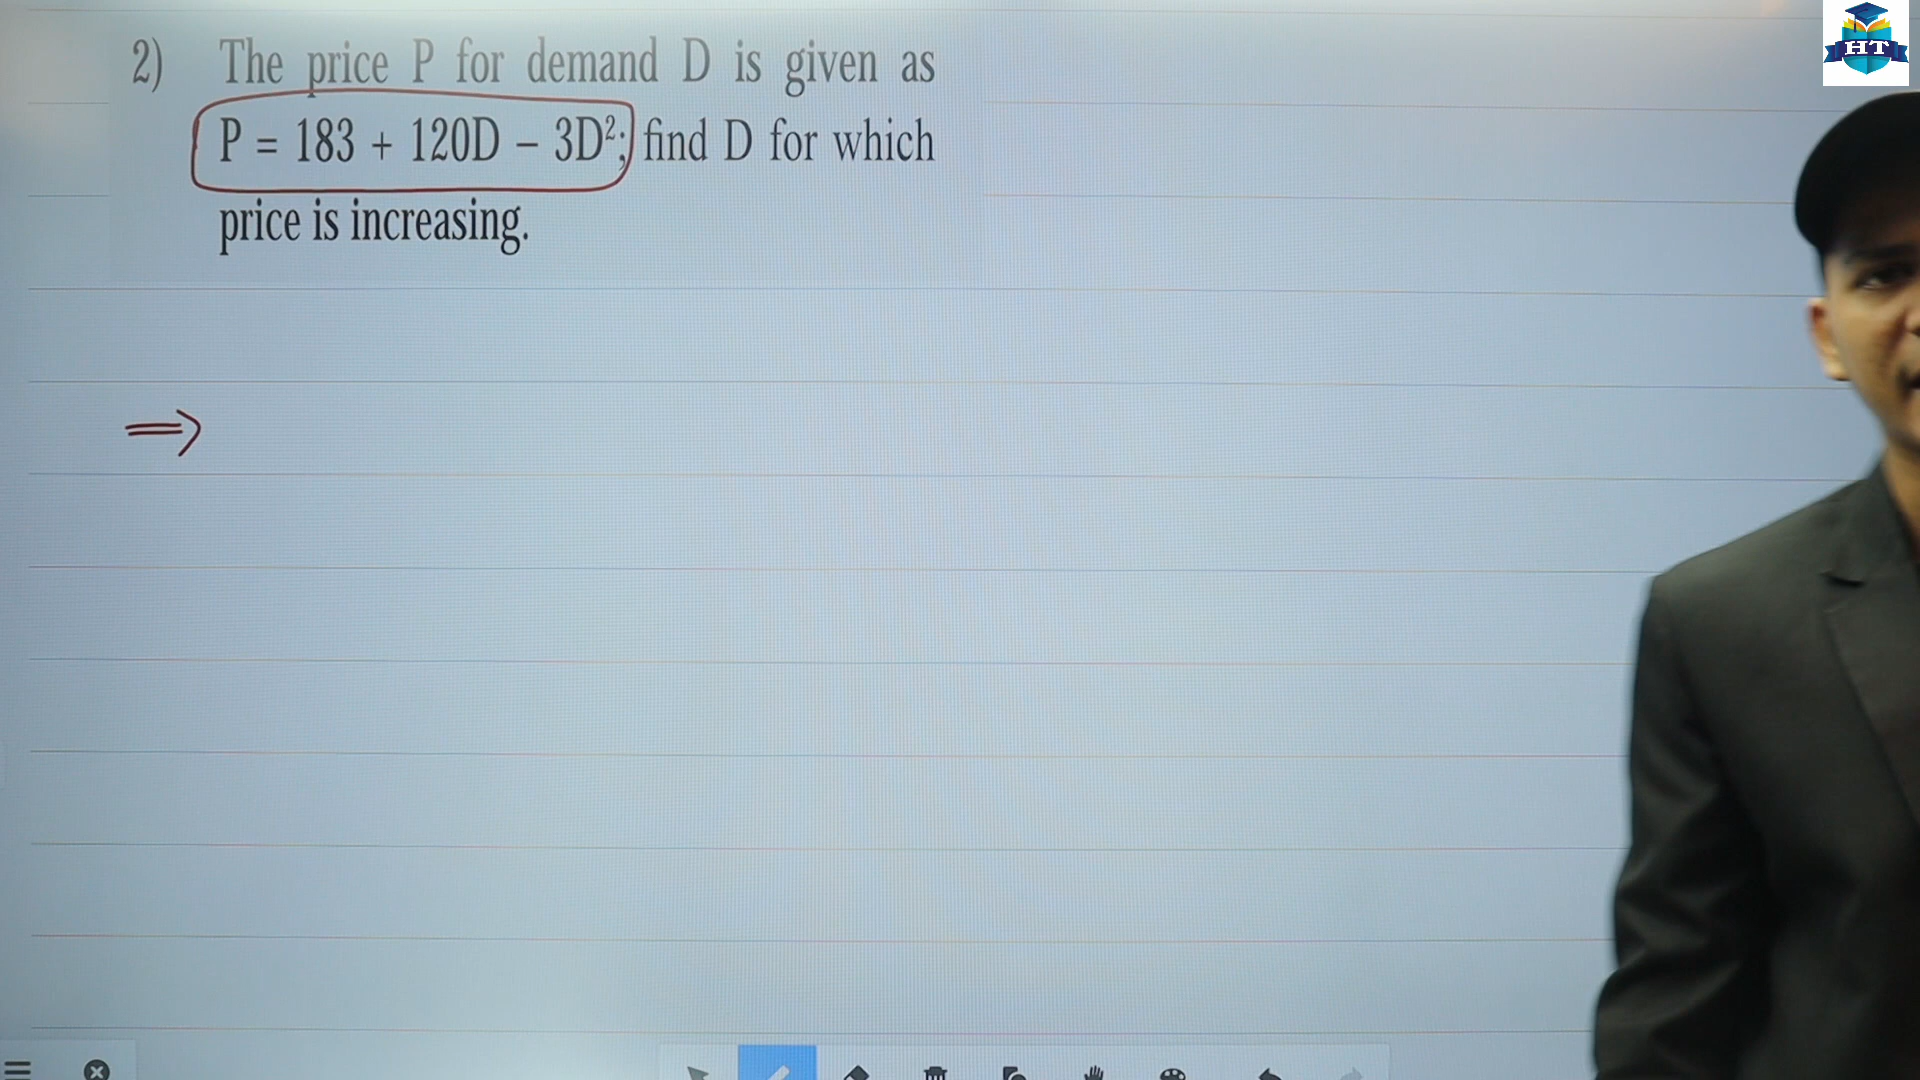 2) The price P for demand D is given as
P = 183 + 120D − 3D²; find D for which
price is increasing.
⇒
HT